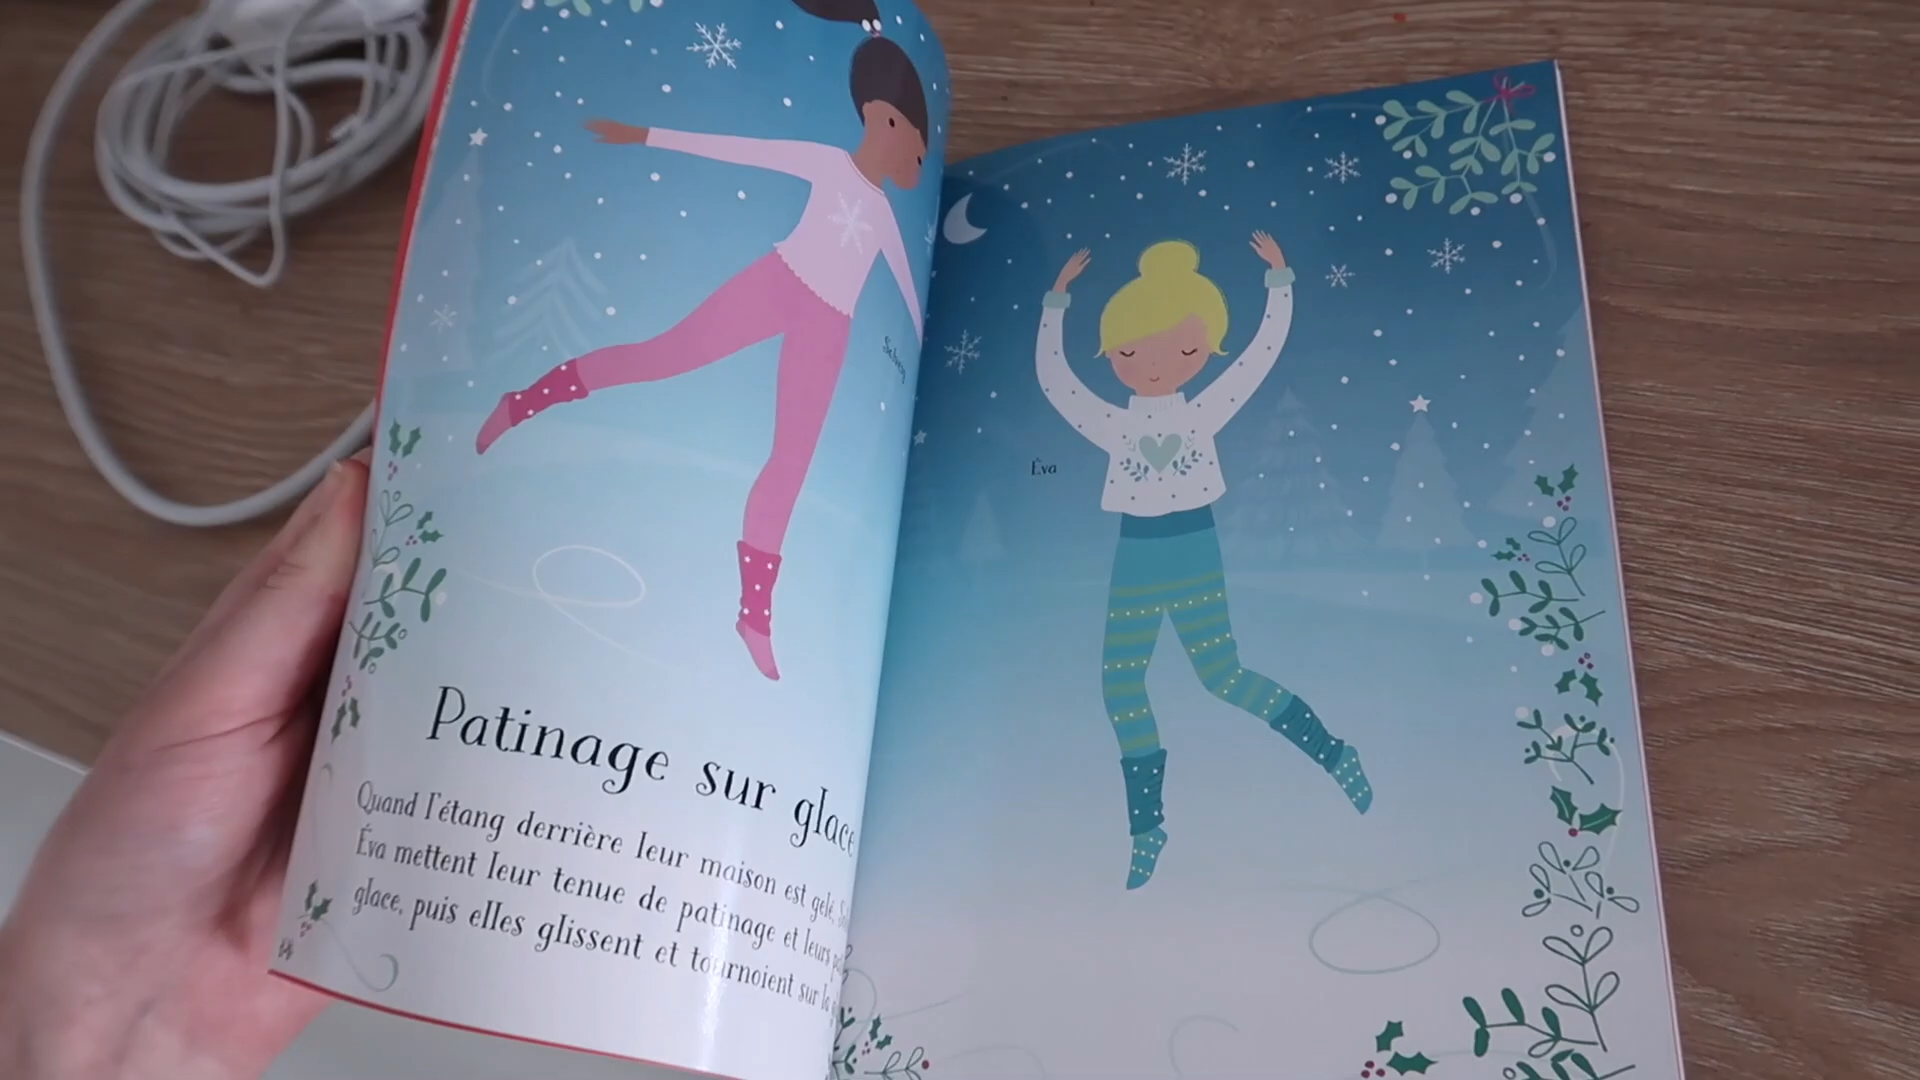 Éva
Patinage sur glace
Quand l'étang derrière leur maison est gelé,
Éva mettent leur tenue de patinage et leurs
glace, puis elles glissent et tournoient sur la